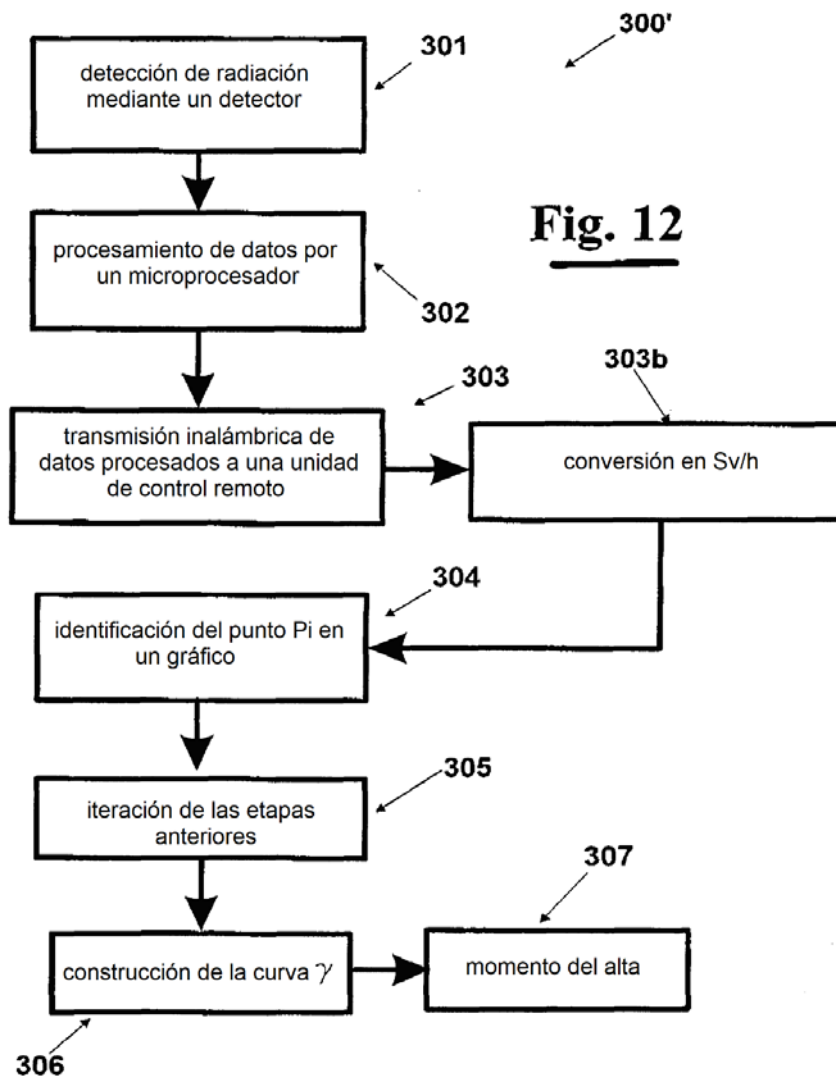 300'
301
detección de radiación
mediante un detector
Fig. 12
procesamiento de datos por
un microprocesador
302
303
303b
transmisión inalámbrica de
datos procesados a una unidad
de control remoto
conversión en Sv/h
304
identificación del punto Pi en
un gráfico
305
iteración de las etapas
anteriores
307
construcción de la curva γ
momento del alta
306